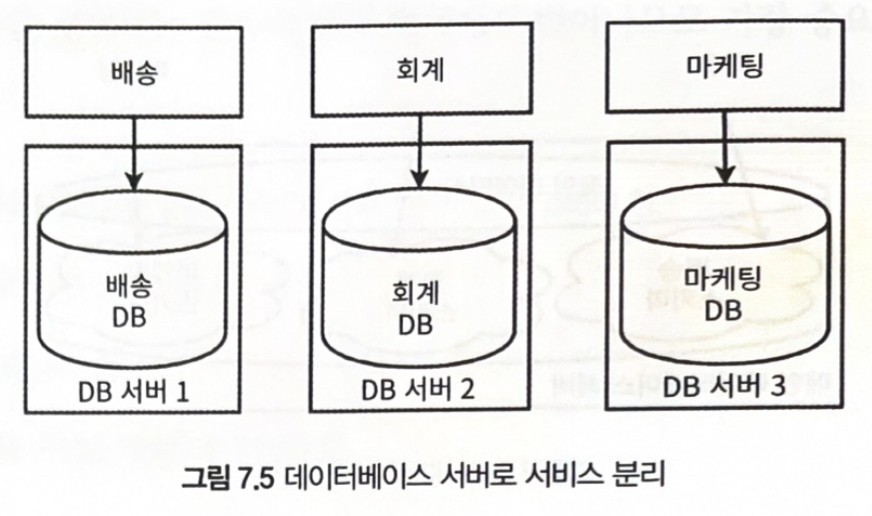 배송
회계
마케팅
배송
DB
DB 서버 1
회계
DB
DB 서버 2
마케팅
DB
DB 서버 3
그림 7.5 데이터베이스 서버로 서비스 분리